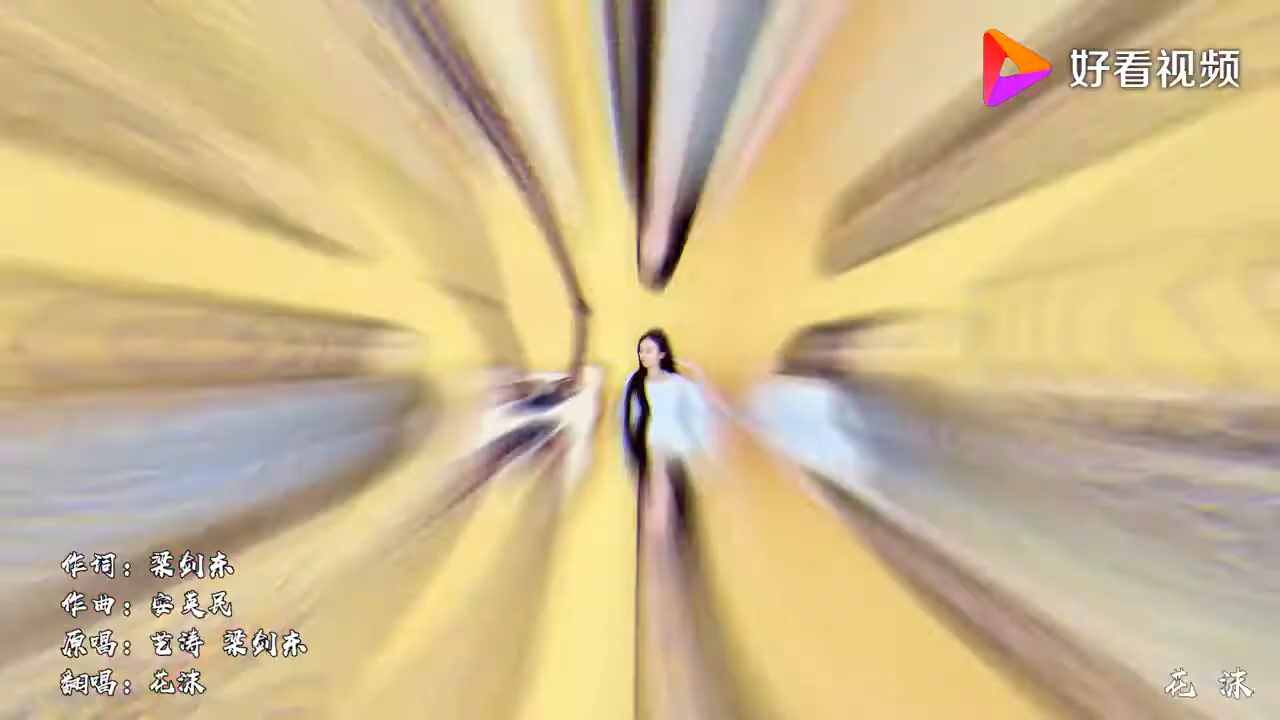 好看视频
作词：梁剑东
作曲：安英民
原唱：艺涛 梁剑东
翻唱：花沫
花 沫